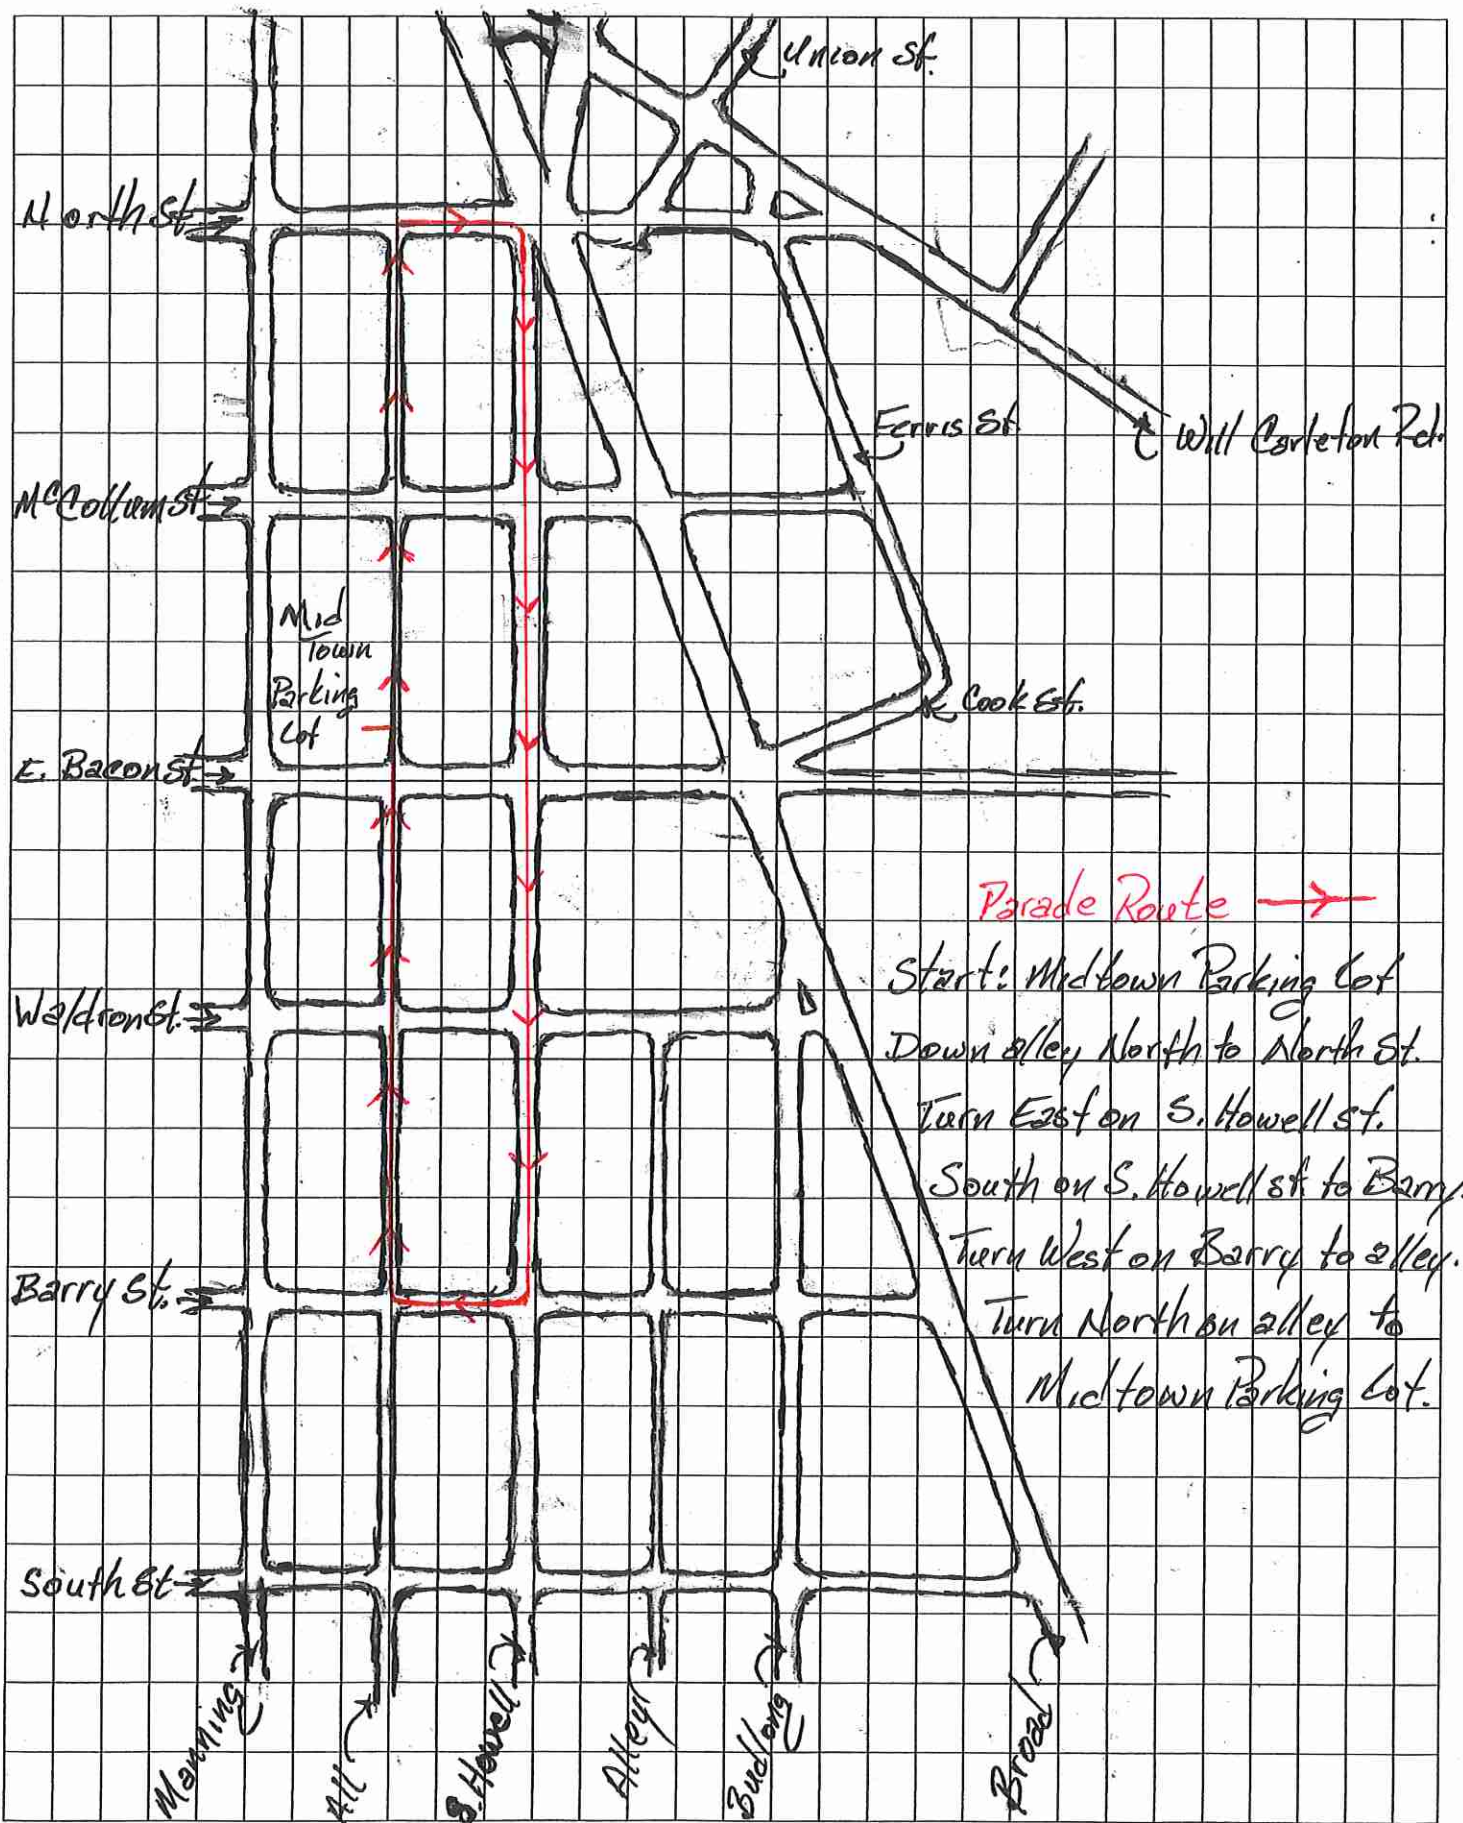 Union St.
North St.
Ferris St.
Will Carleton Rd.
McCollum St.
Mid
Town
Parking
Lot
Cook St.
E. Bacon St.
Parade Route
Start: Midtown Parking Lot
Waldron St.
Down alley North to North St.
Turn East on S. Howell st.
South on S. Howell st to Barry.
Turn West on Barry to alley.
Barry St.
Turn North on alley to
Midtown Parking Lot.
South St
Manning
All
S. Howell
Alley
Budlong
Broad